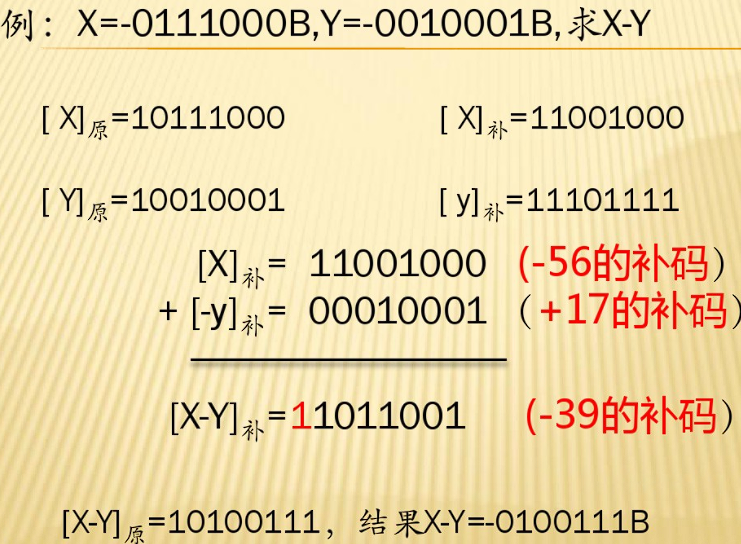 例：X=-0111000B,Y=-0010001B,求X-Y
[ X]原=10111000 [ X]补=11001000
[ Y]原=10010001 [ y]补=11101111
[X]补= 11001000 (-56的补码）
+ [-y]补= 00010001 （+17的补码）
[X-Y]补=11011001 (-39的补码）
[X-Y]原=10100111，结果X-Y=-0100111B